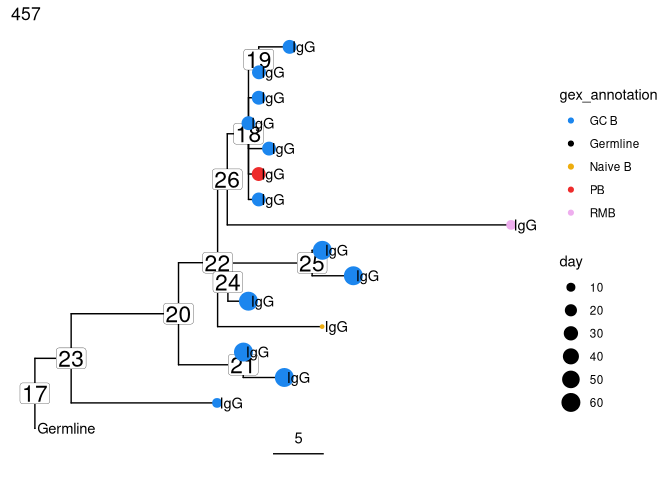 457
IgG
19
IgG
IgG
IgG
18
IgG
IgG
26
IgG
IgG
IgG
22
25
IgG
24
IgG
20
IgG
IgG
23
21
IgG
17
IgG
Germline
5
gex_annotation
GC B
Germline
Naive B
PB
RMB
day
10
20
30
40
50
60